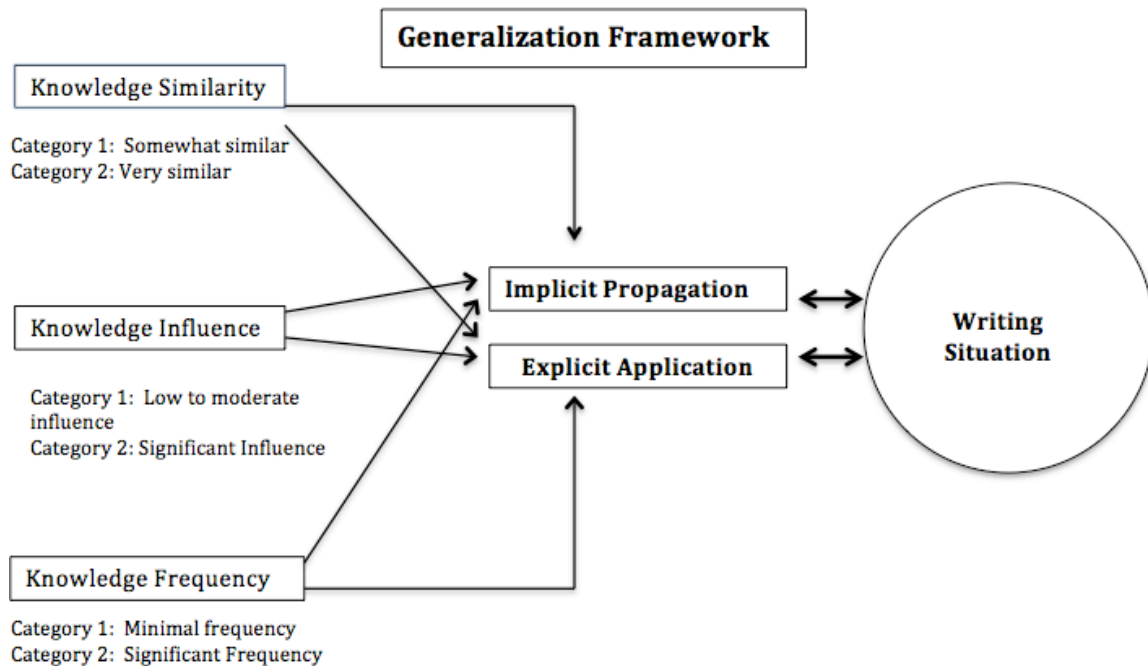 Generalization Framework
Knowledge Similarity
Category 1:  Somewhat similar
Category 2: Very similar
Implicit Propagation
Knowledge Influence
Explicit Application
Writing
Situation
Category 1:  Low to moderate
influence
Category 2: Significant Influence
Knowledge Frequency
Category 1:  Minimal frequency
Category 2:  Significant Frequency